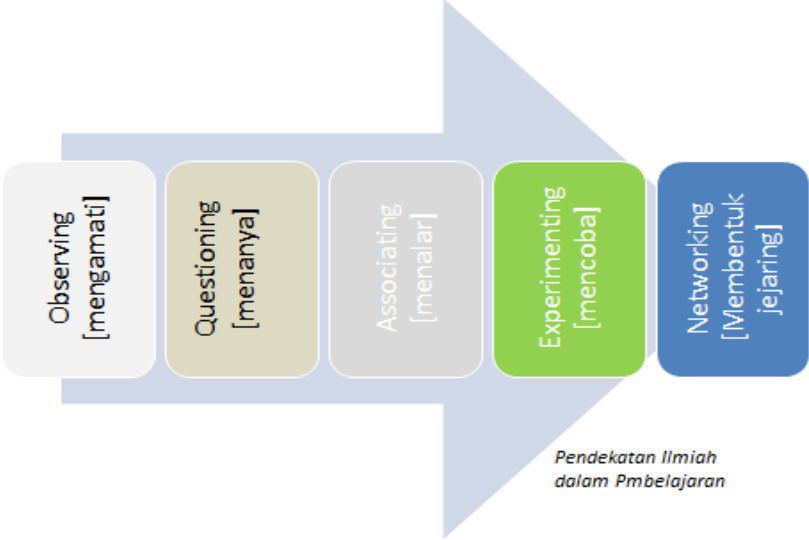 Observing
[mengamati]
Questioning
[menanya]
Associating
[menalar]
Experimenting
[mencoba]
Networking
[Membentuk
jejaring]
Pendekatan Ilmiah
dalam Pmbelajaran